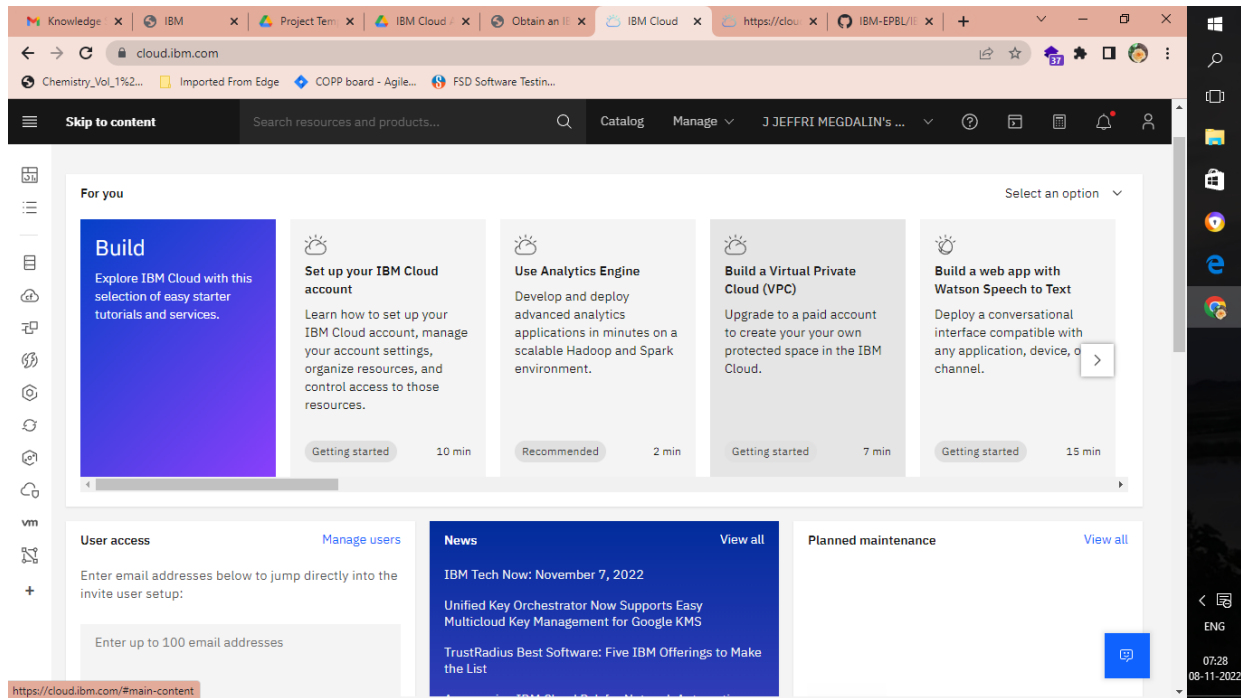 Knowledge
IBM
Project Tem
IBM Cloud
Obtain an IE
IBM Cloud
https://clou
IBM-EPBL/IE
cloud.ibm.com
37
Chemistry_Vol_1%2...
Imported From Edge
COPP board - Agile...
FSD Software Testin...
Skip to content
Search resources and products...
Catalog
Manage
J JEFFRI MEGDALIN's ...
For you
Select an option
Build
Explore IBM Cloud with this
selection of easy starter
tutorials and services.
Set up your IBM Cloud
account
Learn how to set up your
IBM Cloud account, manage
your account settings,
organize resources, and
control access to those
resources.
Getting started
10 min
Use Analytics Engine
Develop and deploy
advanced analytics
applications in minutes on a
scalable Hadoop and Spark
environment.
Recommended
2 min
Build a Virtual Private
Cloud (VPC)
Upgrade to a paid account
to create your your own
protected space in the IBM
Cloud.
Getting started
7 min
Build a web app with
Watson Speech to Text
Deploy a conversational
interface compatible with
any application, device, o
channel.
Getting started
15 min
vm
User access
Manage users
Enter email addresses below to jump directly into the
invite user setup:
Enter up to 100 email addresses
News
View all
IBM Tech Now: November 7, 2022
Unified Key Orchestrator Now Supports Easy
Multicloud Key Management for Google KMS
TrustRadius Best Software: Five IBM Offerings to Make
the List
Planned maintenance
View all
https://cloud.ibm.com/#main-content
ENG
07:28
08-11-2022